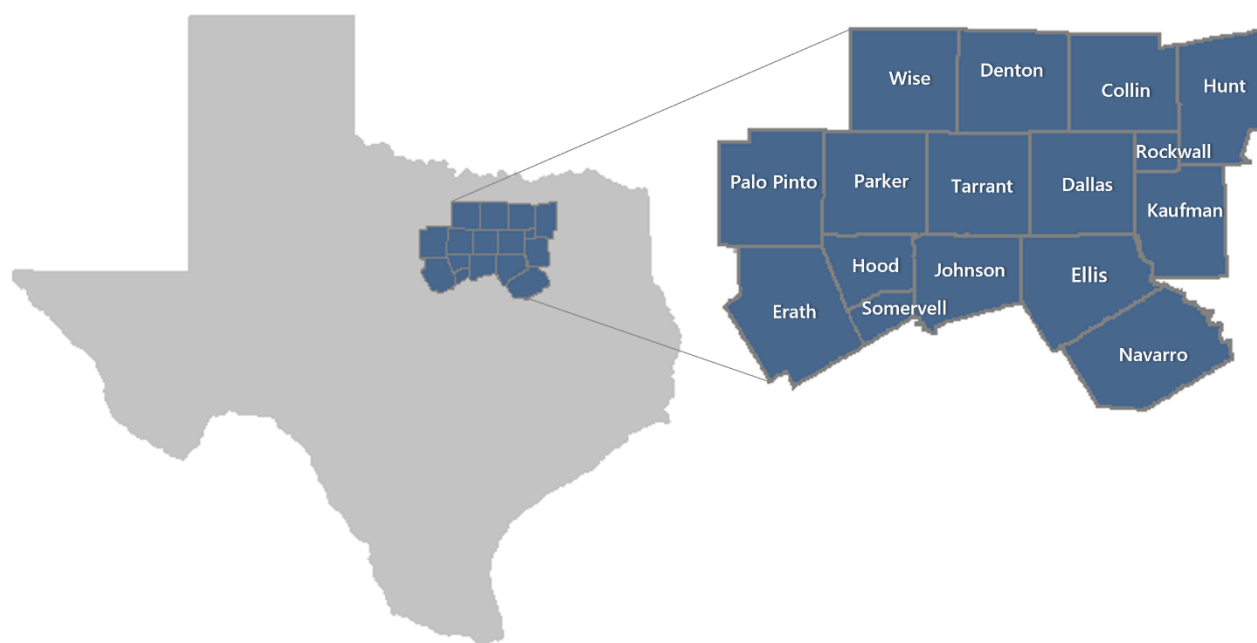 Wise
Denton
Collin
Hunt
Rockwall
Palo Pinto
Parker
Tarrant
Dallas
Kaufman
Hood
Johnson
Ellis
Erath
Somervell
Navarro